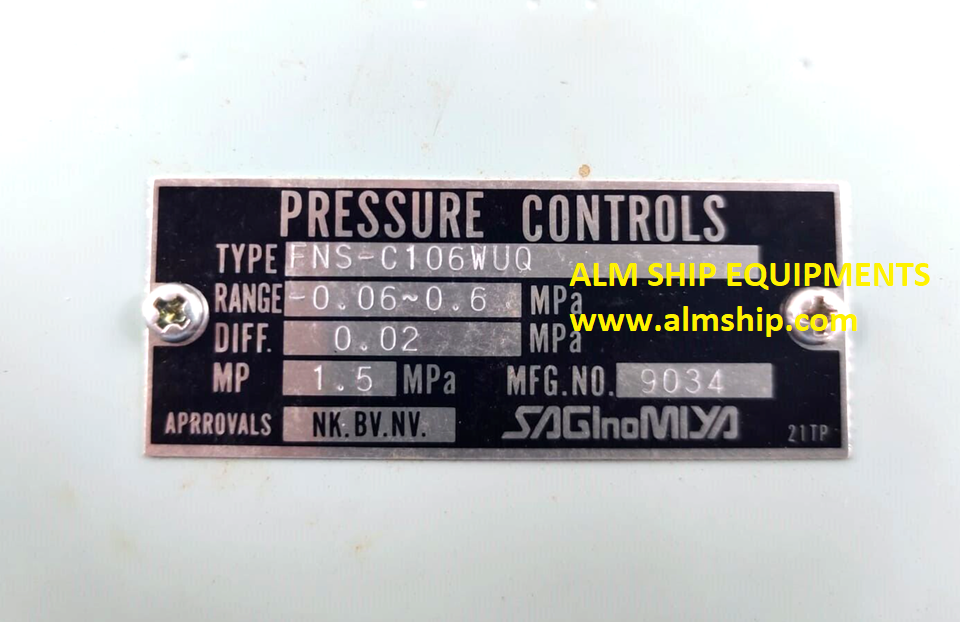 PRESSURE CONTROLS
TYPE FNS-C106WUQ
RANGE -0.06~0.6 MPa
DIFF. 0.02 MPa
MP 1.5 MPa MFG.NO. 9034
APRROVALS NK.BV.NV. SAGInoMIYA 21TP
ALM SHIP EQUIPMENTS
www.almship.com